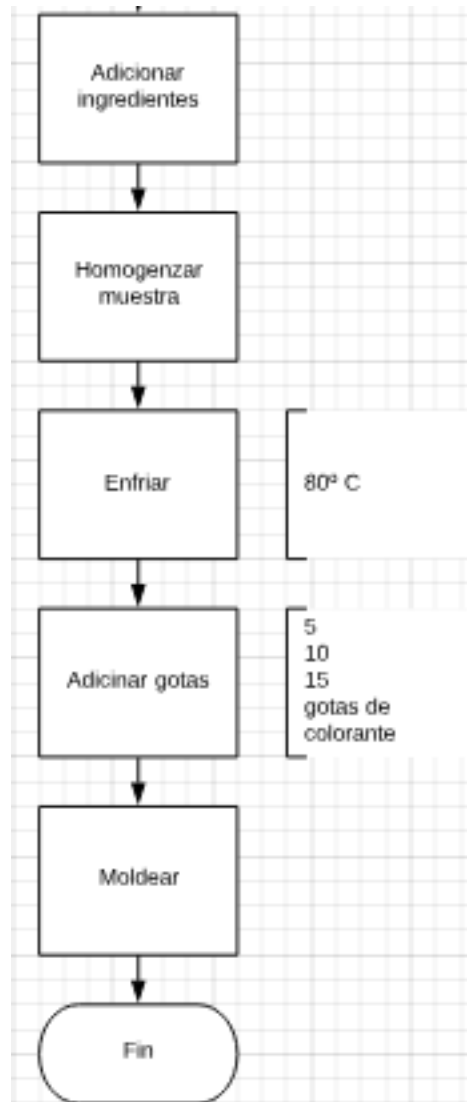 Adicionar
ingredientes
Homogenzar
muestra
Enfriar
80º C
Adicinar gotas
5
10
15
gotas de
colorante
Moldear
Fin